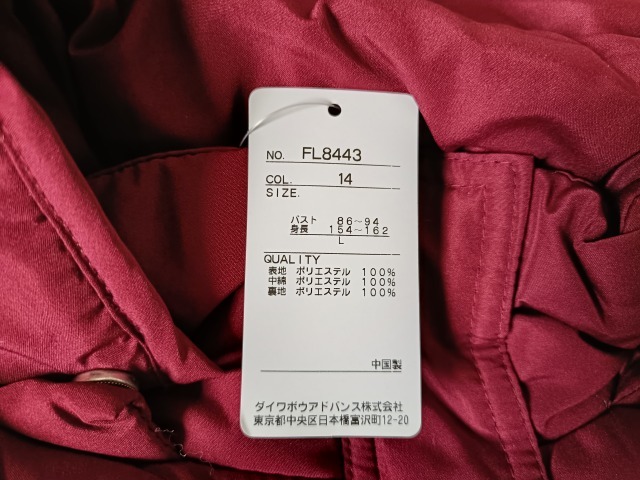 NO. FL8443
COL. 14
SIZE.
バスト 86〜94
身長 154〜162
L
QUALITY
表地 ポリエステル 100%
中綿 ポリエステル 100%
裏地 ポリエステル 100%
中国製
ダイワボウアドバンス株式会社
東京都中央区日本橋富沢町12-20